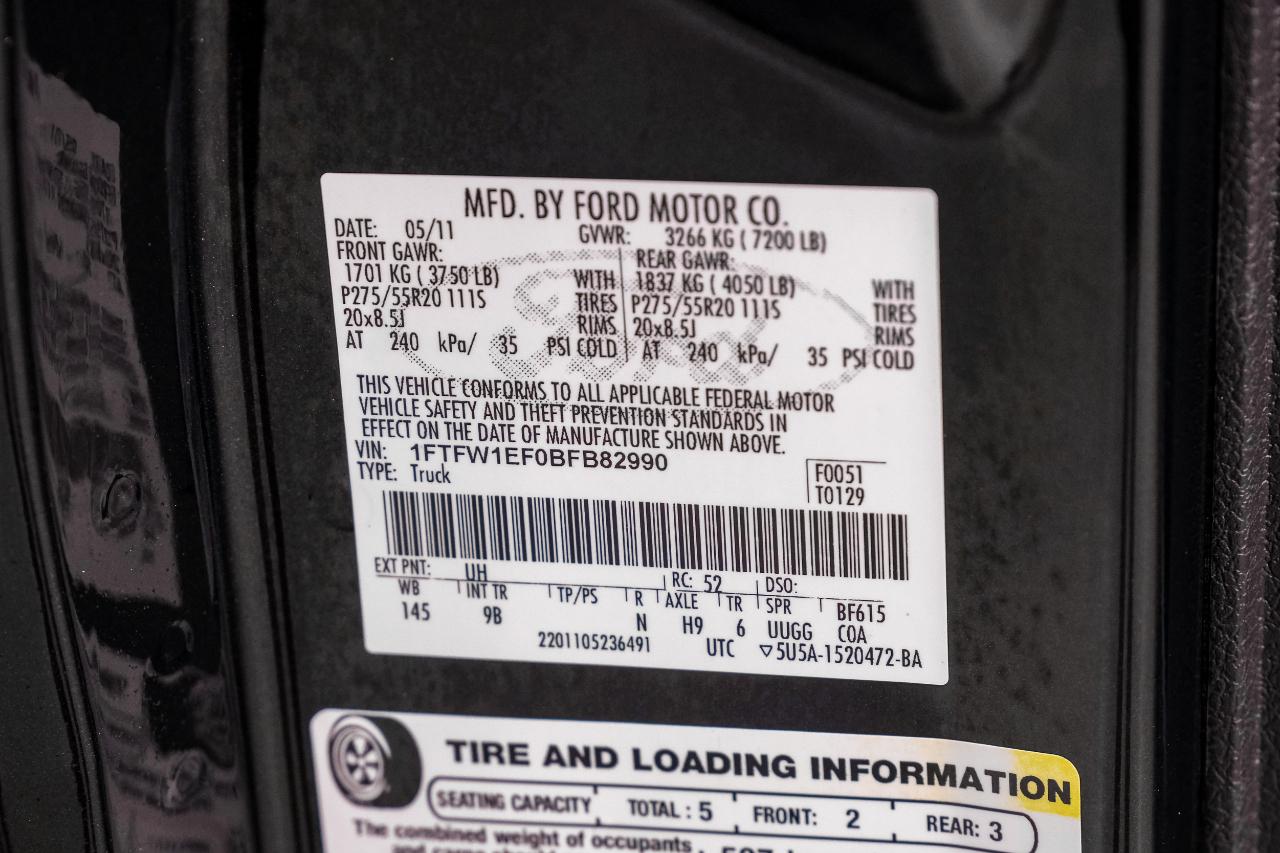 MFD. BY FORD MOTOR CO.
DATE: 05/11 GVWR: 3266 KG ( 7200 LB)
FRONT GAWR: REAR GAWR:
1701 KG ( 3750 LB) WITH 1837 KG ( 4050 LB) WITH
P275/55R20 111S TIRES P275/55R20 111S TIRES
20x8.5J RIMS 20x8.5J RIMS
AT 240 kPa/ 35 PSI COLD AT 240 kPa/ 35 PSI COLD
Ford
THIS VEHICLE CONFORMS TO ALL APPLICABLE FEDERAL MOTOR
VEHICLE SAFETY AND THEFT PREVENTION STANDARDS IN
EFFECT ON THE DATE OF MANUFACTURE SHOWN ABOVE.
VIN: 1FTFW1EF0BFB82990
TYPE: Truck
F0051
T0129
EXT PNT: UH RC: 52 DSO:
WB INT TR TP/PS R AXLE TR SPR BF615
145 9B N H9 6 UUGG COA
2201105236491 UTC ▽5U5A-1520472-BA
TIRE AND LOADING INFORMATION
SEATING CAPACITY TOTAL : 5 FRONT: 2 REAR: 3
The combined weight of occupants